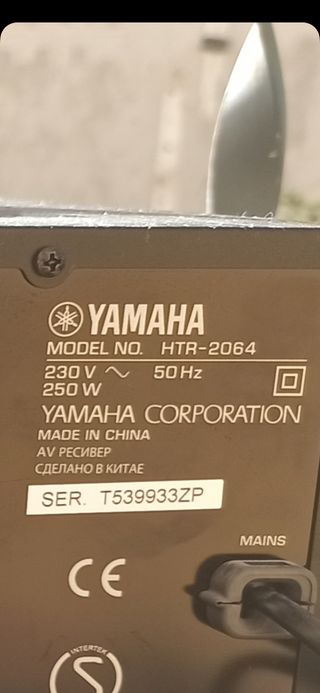 YAMAHA
MODEL NO. HTR-2064
230 V ~ 50 Hz
250 W
YAMAHA CORPORATION
MADE IN CHINA
AV РЕСИВЕР
СДЕЛАНО В КИТАЕ
SER. T539933ZP
MAINS
CE
INTERTEK
S